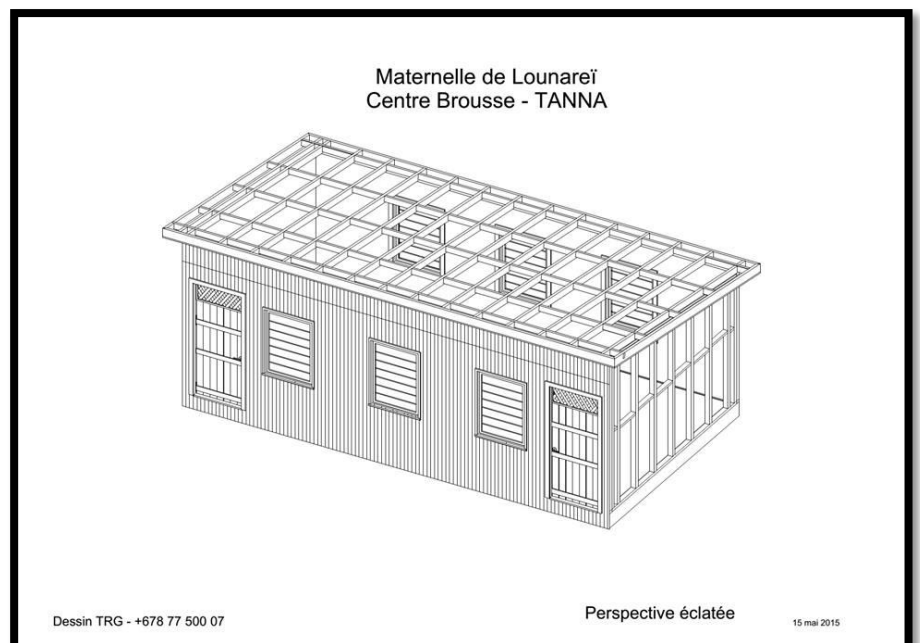 Maternelle de Lounareï
Centre Brousse - TANNA
Dessin TRG - +678 77 500 07
Perspective éclatée
15 mai 2015